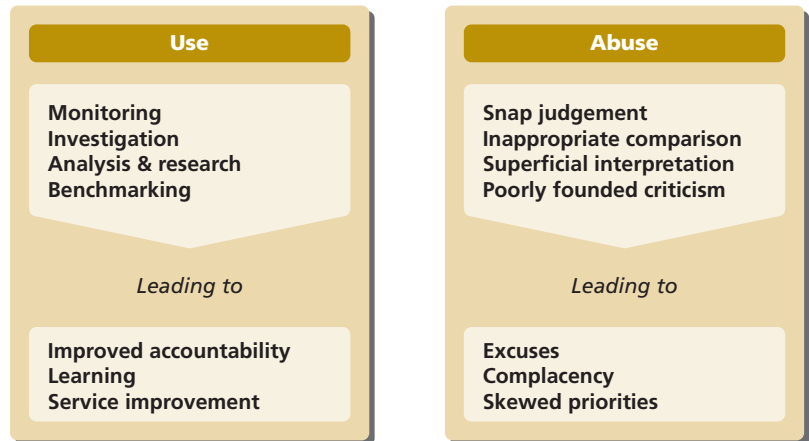 Use
Monitoring
Investigation
Analysis & research
Benchmarking
Leading to
Improved accountability
Learning
Service improvement
Abuse
Snap judgement
Inappropriate comparison
Superficial interpretation
Poorly founded criticism
Leading to
Excuses
Complacency
Skewed priorities